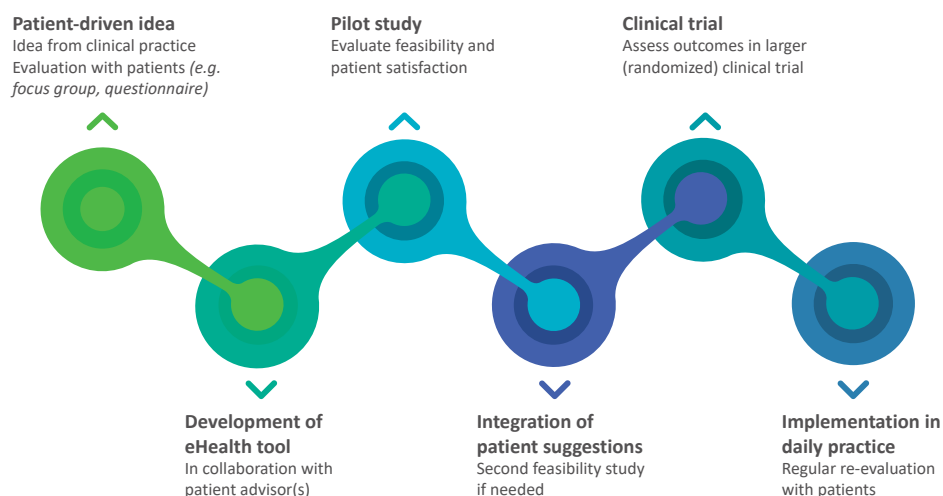 Patient-driven idea
Idea from clinical practice
Evaluation with patients (e.g.
focus group, questionnaire)
Pilot study
Evaluate feasibility and
patient satisfaction
Clinical trial
Assess outcomes in larger
(randomized) clinical trial
Development of
eHealth tool
In collaboration with
patient advisor(s)
Integration of
patient suggestions
Second feasibility study
if needed
Implementation in
daily practice
Regular re-evaluation
with patients